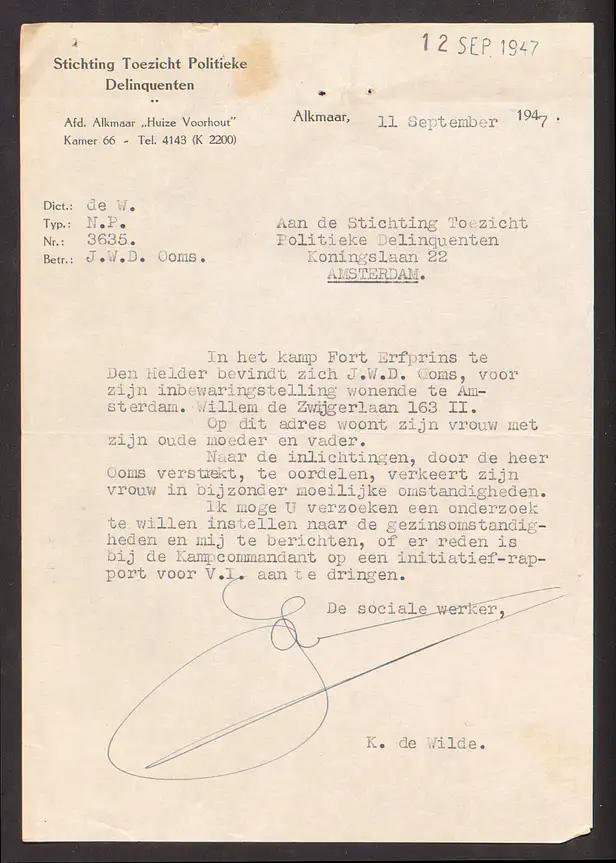 12 SEP. 1947
Stichting Toezicht Politieke
Delinquenten
Afd. Alkmaar „Huize Voorhout"
Kamer 66 - Tel. 4143 (K 2200)
Alkmaar, 11 September 1947.
Dict.: de W.
Typ.: N.P.
Nr.: 3635.
Betr.: J.W.D. Ooms.
Aan de Stichting Toezicht
Politieke Delinquenten
Koningslaan 22
AMSTERDAM.
In het kamp Fort Erfprins te
Den Helder bevindt zich J.W.D. Ooms, voor
zijn inbewaringstelling wonende te Am-
sterdam. Willem de Zwijgerlaan 163 II.
Op dit adres woont zijn vrouw met
zijn oude moeder en vader.
Naar de inlichtingen, door de heer
Ooms verstrekt, te oordelen, verkeert zijn
vrouw in bijzonder moeilijke omstandigheden.
Ik moge U verzoeken een onderzoek
te willen instellen naar de gezinsomstandig-
heden en mij te berichten, of er reden is
bij de Kampcommandant op een initiatief-rap-
port voor V.I. aan te dringen.
De sociale werker,
K. de Wilde.